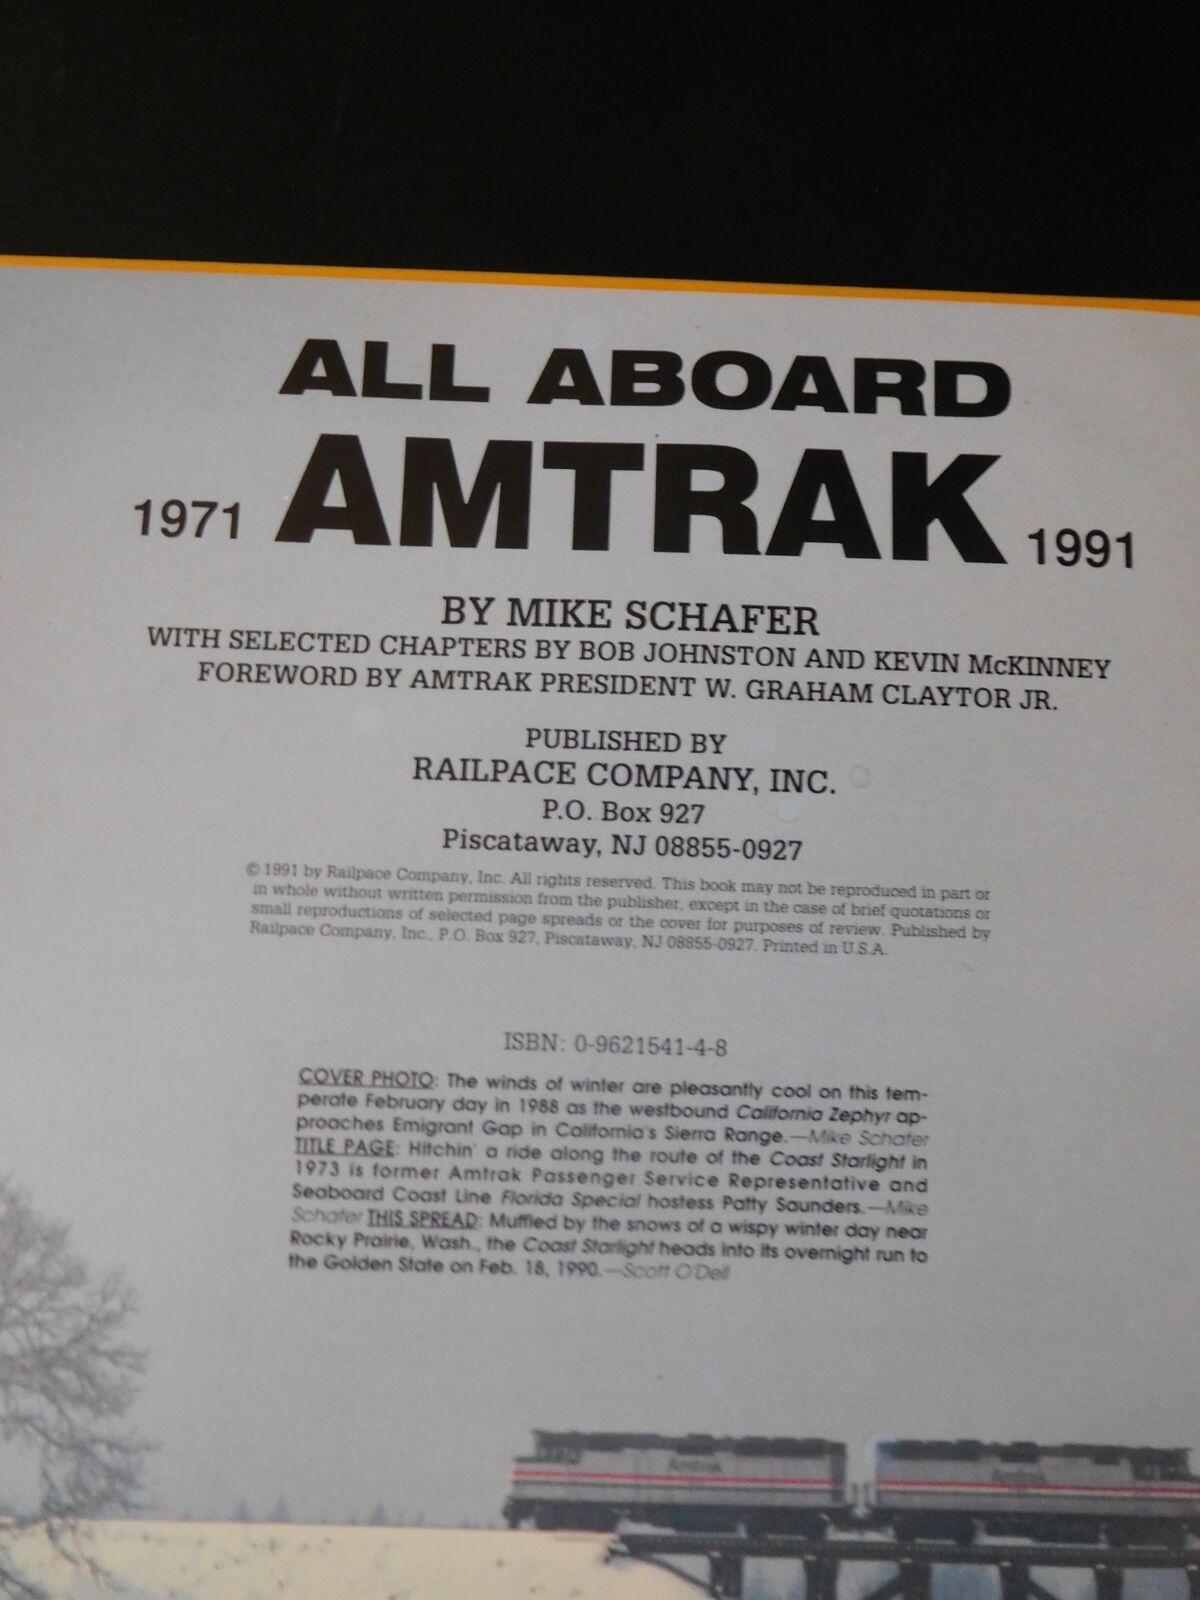 ALL ABOARD
1971 AMTRAK 1991
BY MIKE SCHAFER
WITH SELECTED CHAPTERS BY BOB JOHNSTON AND KEVIN McKINNEY
FOREWORD BY AMTRAK PRESIDENT W. GRAHAM CLAYTOR JR.
PUBLISHED BY
RAILPACE COMPANY, INC.
P.O. Box 927
Piscataway, NJ 08855-0927
© 1991 by Railpace Company, Inc. All rights reserved. This book may not be reproduced in part or
in whole without written permission from the publisher, except in the case of brief quotations or
small reproductions of selected page spreads or the cover for purposes of review. Published by
Railpace Company, Inc., P.O. Box 927, Piscataway, NJ 08855-0927. Printed in U.S.A.
ISBN: 0-9621541-4-8
COVER PHOTO: The winds of winter are pleasantly cool on this tem-
perate February day in 1988 as the westbound California Zephyr ap-
proaches Emigrant Gap in California's Sierra Range.—Mike Schafer
TITLE PAGE: Hitchin' a ride along the route of the Coast Starlight in
1973 is former Amtrak Passenger Service Representative and
Seaboard Coast Line Florida Special hostess Patty Saunders.—Mike
Schafer THIS SPREAD: Muffled by the snows of a wispy winter day near
Rocky Prairie, Wash., the Coast Starlight heads into its overnight run to
the Golden State on Feb. 18, 1990.—Scott O'Dell
Amtrak
Amtrak